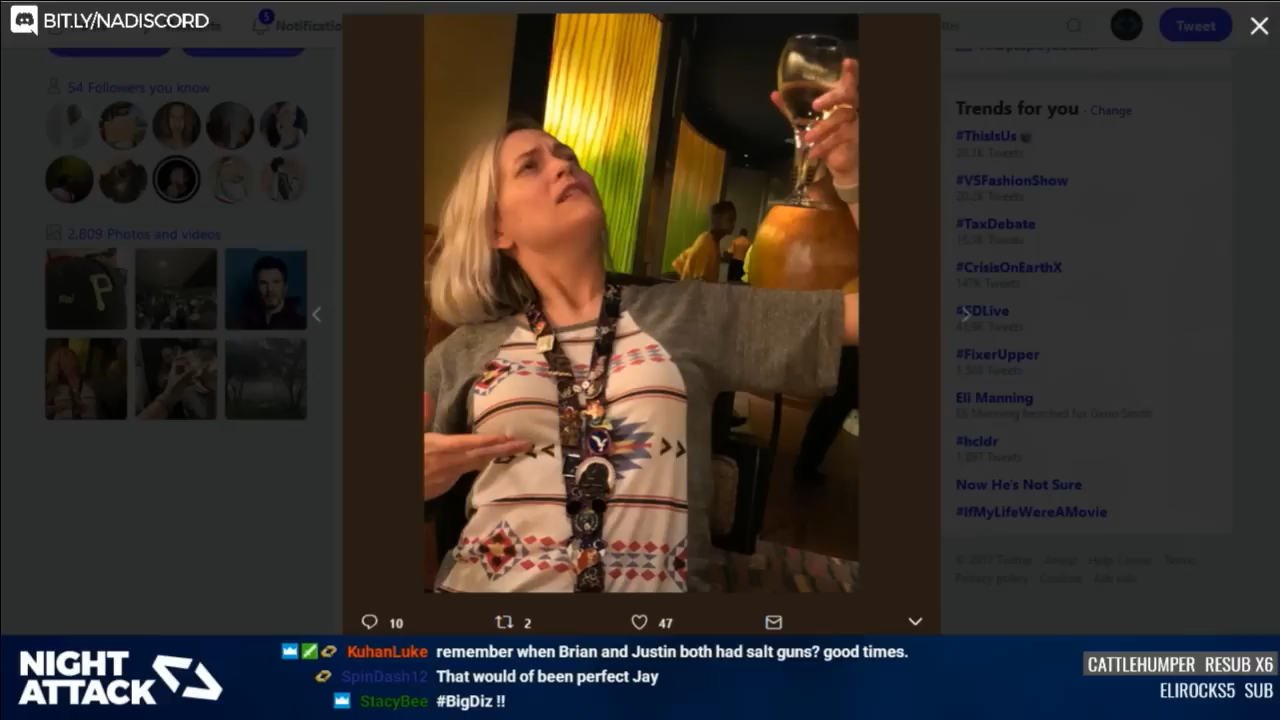 BIT.LY/NADISCORD
5
Notificatio
Tweet
54 Followers you know
Trends for you · Change
#ThisIsUs
#VSFashionShow
2,809 Photos and videos
#TaxDebate
#CrisisOnEarthX
#FixerUpper
Eli Manning
#hcldr
Now He's Not Sure
#IfMyLifeWereAMovie
P
10
2
47
NIGHT
ATTACK
KuhanLuke remember when Brian and Justin both had salt guns? good times.
SpinDash12 That would of been perfect Jay
StacyBee #BigDiz !!
CATTLEHUMPER RESUB X6
ELIROCKS5 SUB